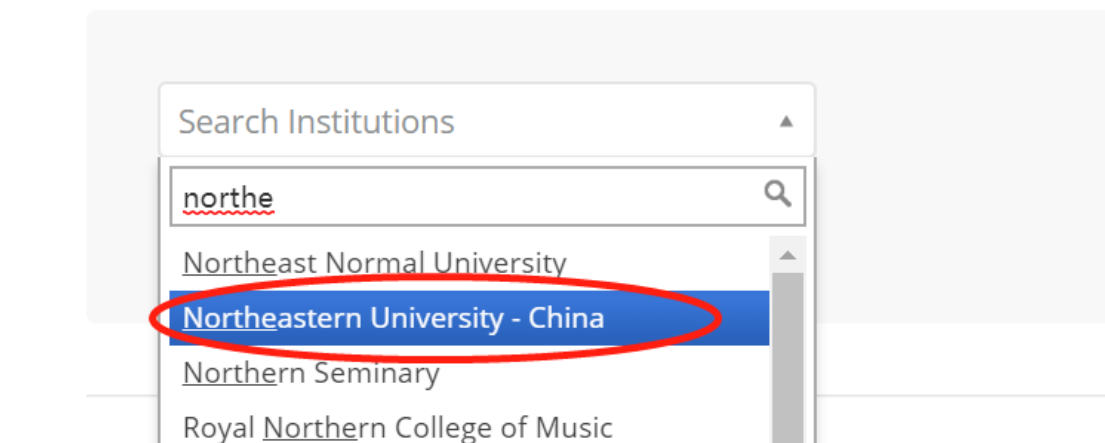 Search Institutions
northe
Northeast Normal University
Northeastern University - China
Northern Seminary
Royal Northern College of Music